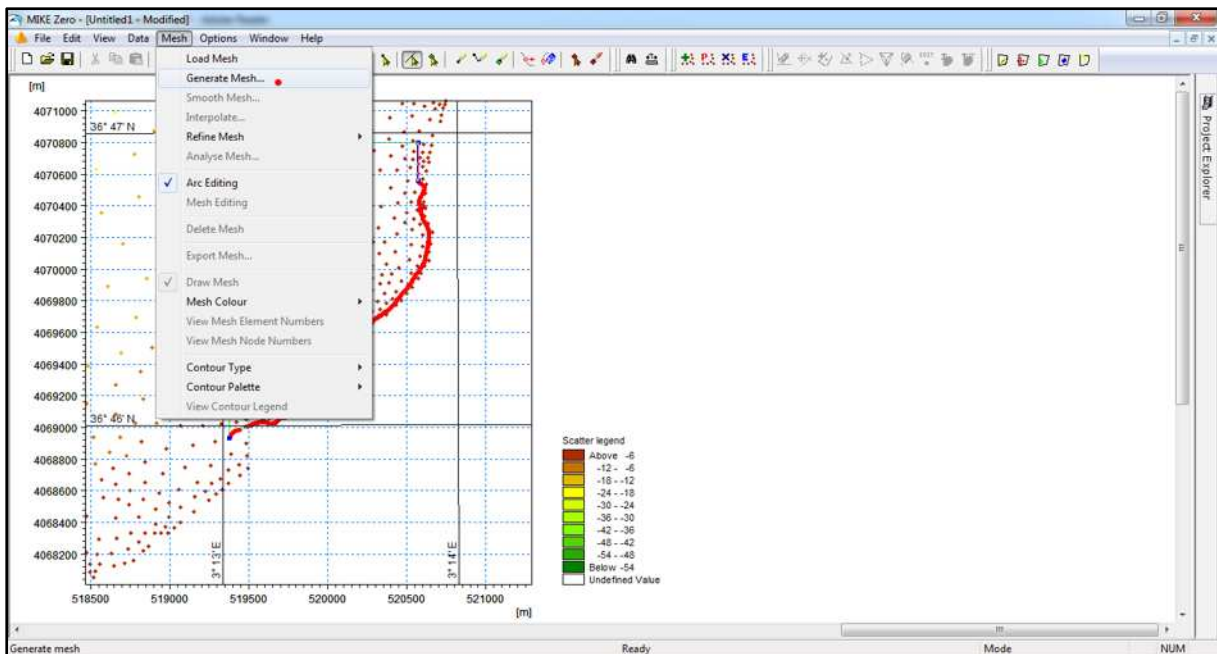 MIKE Zero - [Untitled1 - Modified]
File Edit View Data Mesh Options Window Help
Load Mesh
Generate Mesh...
Smooth Mesh...
Interpolate...
Refine Mesh
Analyse Mesh...
Arc Editing
Mesh Editing
Delete Mesh
Export Mesh...
Draw Mesh
Mesh Colour
View Mesh Element Numbers
View Mesh Node Numbers
Contour Type
Contour Palette
View Contour Legend
[m]
4071000
36° 47' N
4070800
4070600
4070400
4070200
4070000
4069800
4069600
4069400
4069200
36° 46' N
4069000
4068800
4068600
4068400
4068200
3° 13' E
3° 14' E
518500 519000 519500 520000 520500 521000
[m]
Scatter legend
Above -6
-12 - -6
-18 - -12
-24 - -18
-30 - -24
-36 - -30
-42 - -36
-48 - -42
-54 - -48
Below -54
Undefined Value
Project Explorer
Generate mesh Ready Mode NUM